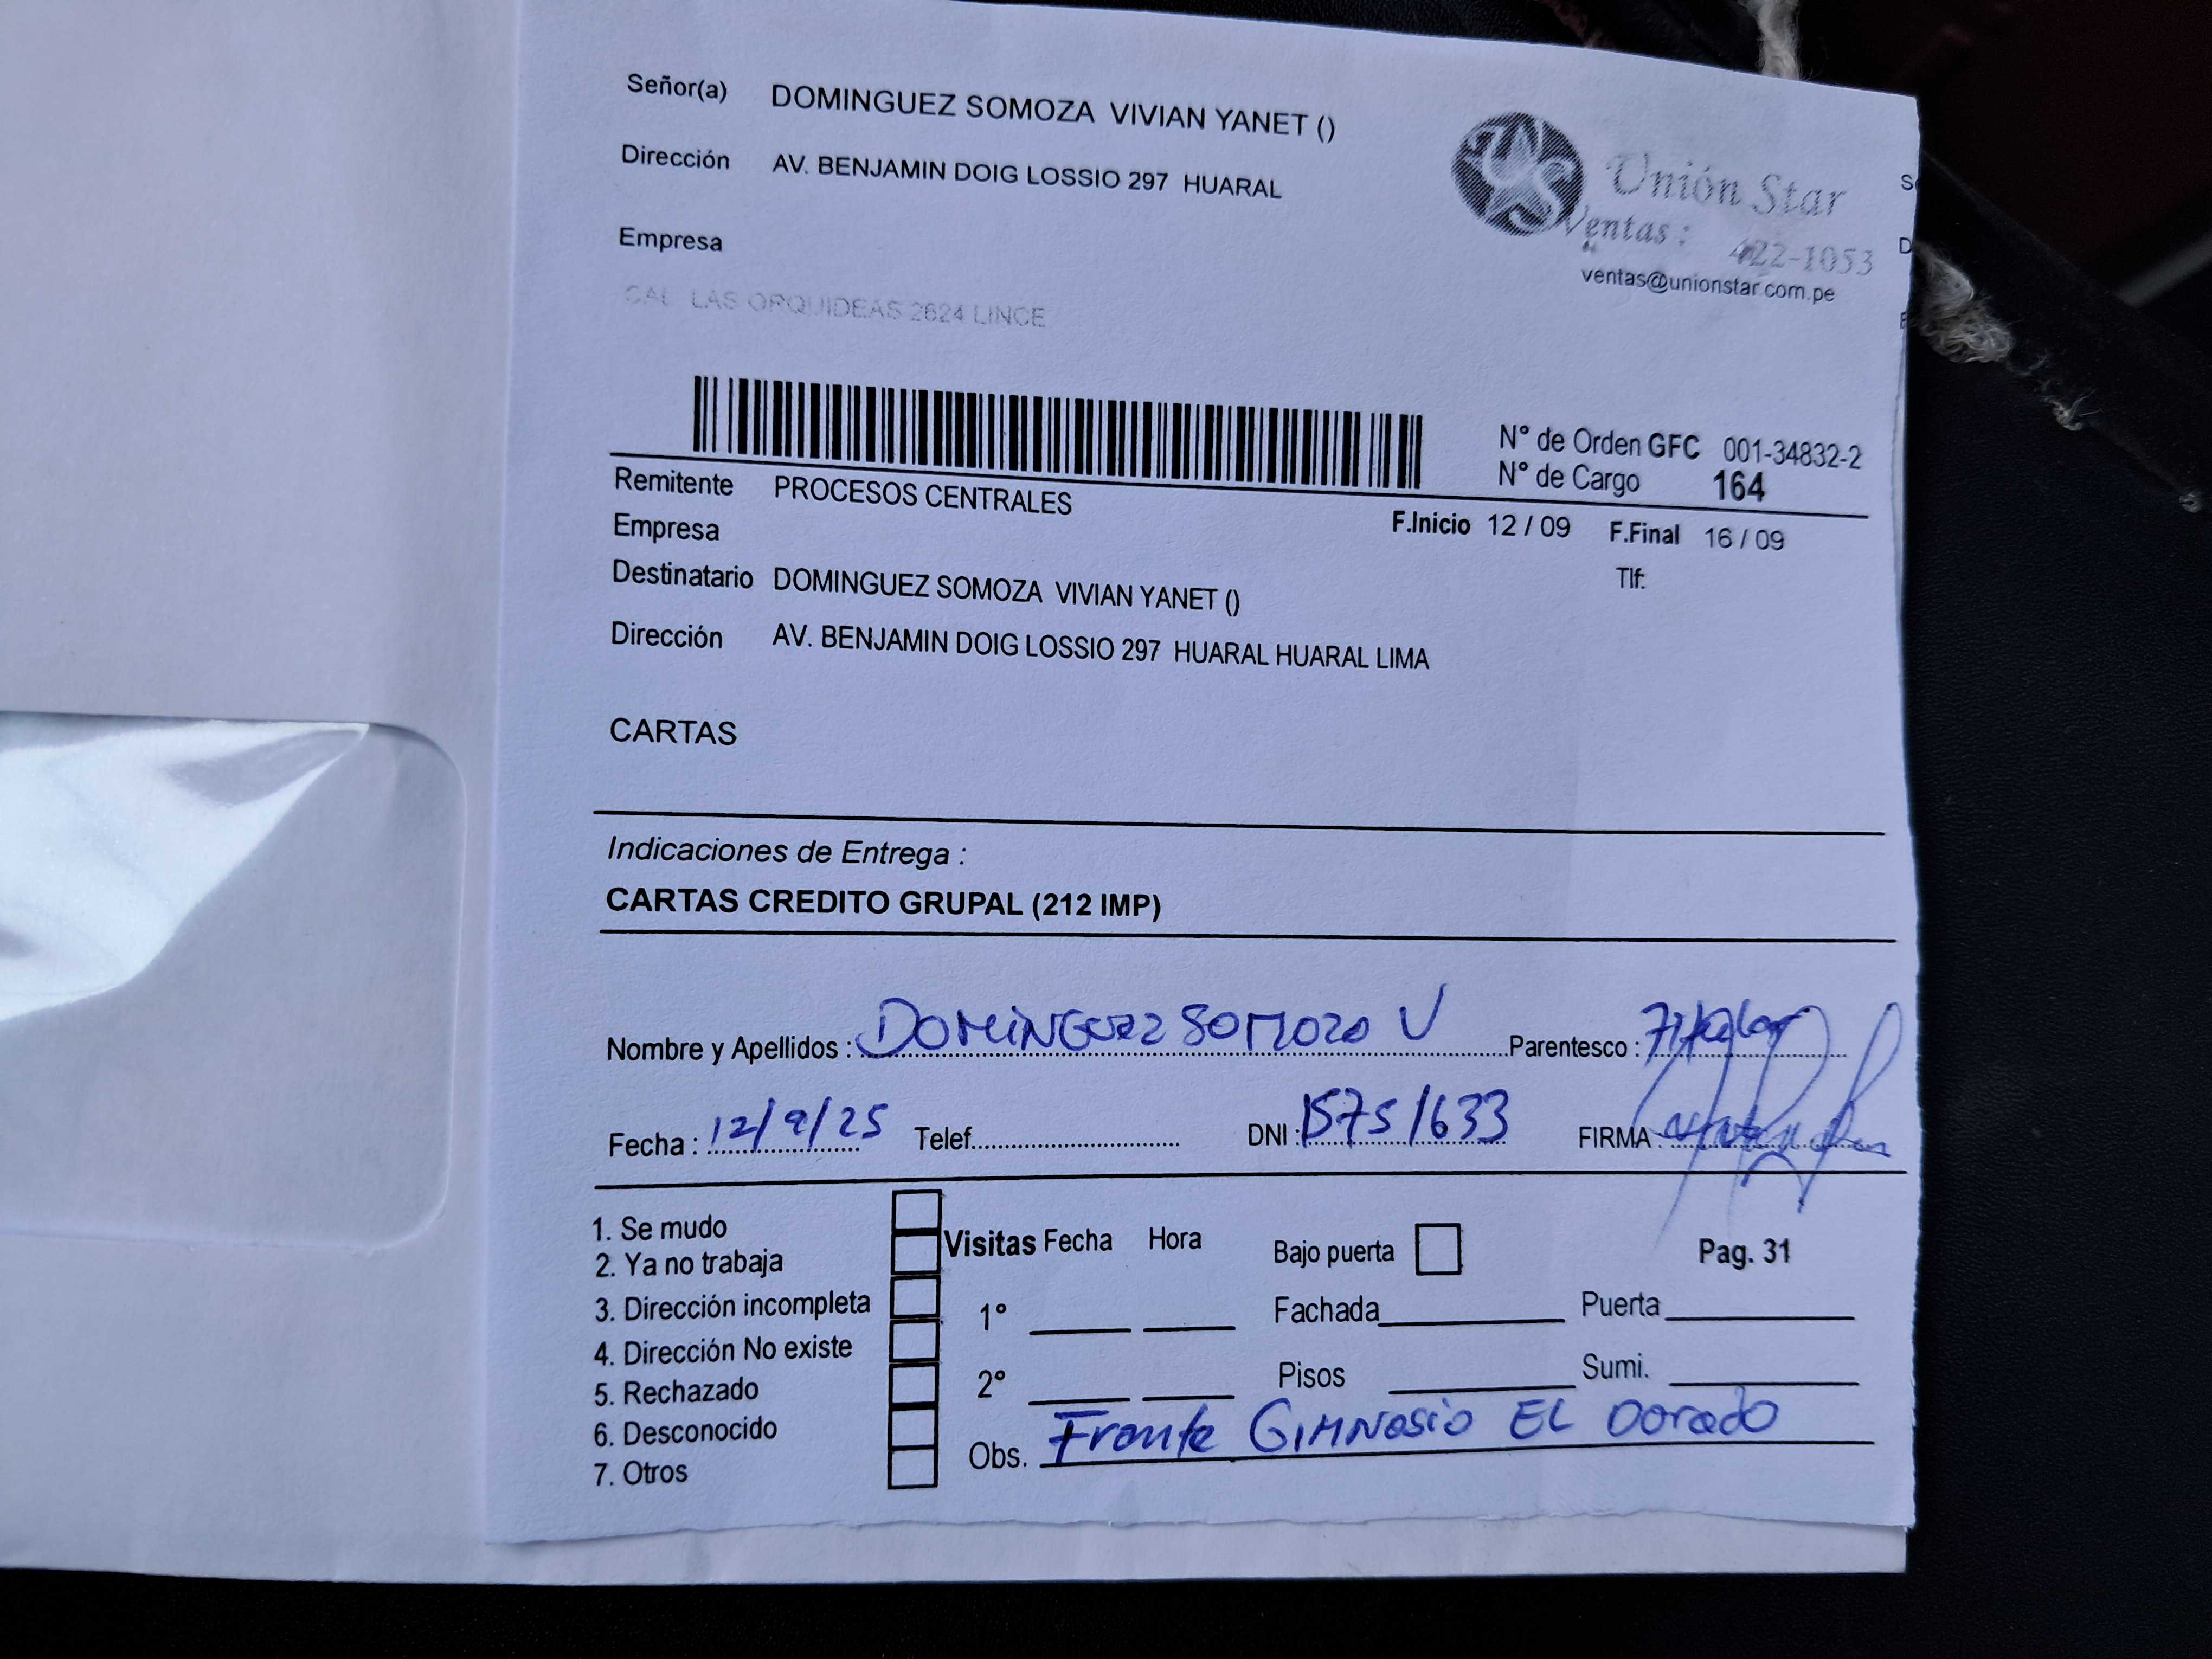 Señor(a) DOMINGUEZ SOMOZA VIVIAN YANET ()
Dirección AV. BENJAMIN DOIG LOSSIO 297 HUARAL
Empresa
CAL LAS ORQUIDEAS 2624 LINCE
Unión Star
Ventas : 422-1053
ventas@unionstar.com.pe
N° de Orden GFC 001-34832-2
N° de Cargo 164
Remitente PROCESOS CENTRALES
Empresa
F.Inicio 12 / 09 F.Final 16 / 09
Destinatario DOMINGUEZ SOMOZA VIVIAN YANET ()
Tlf:
Dirección AV. BENJAMIN DOIG LOSSIO 297 HUARAL HUARAL LIMA
CARTAS
Indicaciones de Entrega :
CARTAS CREDITO GRUPAL (212 IMP)
Nombre y Apellidos : DOMINGUEZ SOMOZA V Parentesco :
Fecha : 12/9/25 Telef. DNI : 15751633 FIRMA :
1. Se mudo
2. Ya no trabaja
3. Dirección incompleta
4. Dirección No existe
5. Rechazado
6. Desconocido
7. Otros
Visitas Fecha Hora
1°
2°
Bajo puerta
Pag. 31
Fachada Puerta
Pisos Sumi.
Obs. Frente GIMNASIO EL Dorado